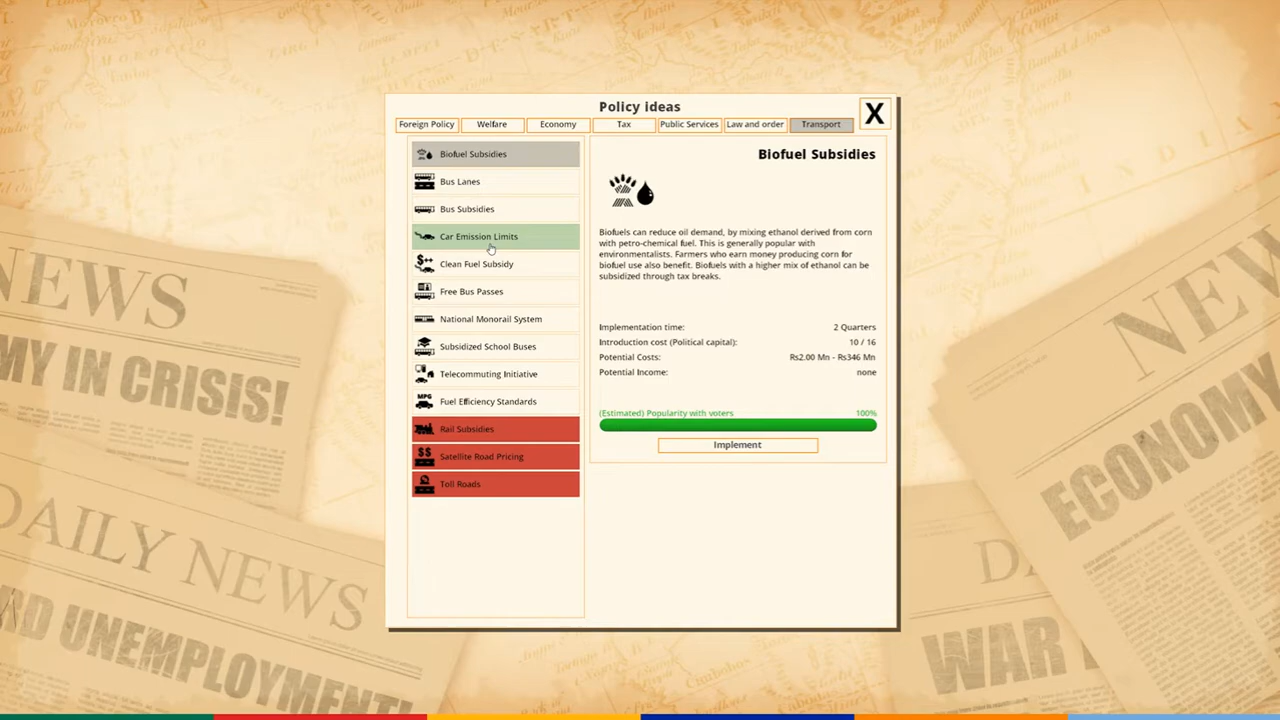 Policy ideas
X
Foreign Policy
Welfare
Economy
Tax
Public Services
Law and order
Transport
Biofuel Subsidies
Bus Lanes
Bus Subsidies
Car Emission Limits
Clean Fuel Subsidy
Free Bus Passes
National Monorail System
Subsidized School Buses
Telecommuting Initiative
MPG
Fuel Efficiency Standards
Rail Subsidies
Satellite Road Pricing
Toll Roads
Biofuel Subsidies
Biofuels can reduce oil demand, by mixing ethanol derived from corn
with petro-chemical fuel. This is generally popular with
environmentalists. Farmers who earn money producing corn for
biofuel use also benefit. Biofuels with a higher mix of ethanol can be
subsidized through tax breaks.
Implementation time: 2 Quarters
Introduction cost (Political capital): 10 / 16
Potential Costs: Rs2.00 Mn - Rs346 Mn
Potential Income: none
(Estimated) Popularity with voters 100%
Implement
NEWS
MY IN CRISIS!
DAILY NEWS
RD UNEMPLOYMENT!
NEW
ECONOMY
WAR